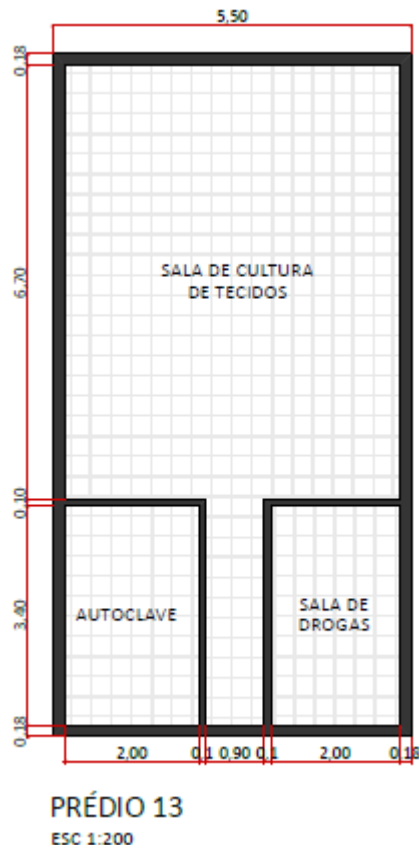 5,50
0,18
6,70
SALA DE CULTURA
DE TECIDOS
0,10
3,40
AUTOCLAVE
SALA DE
DROGAS
0,18
2,00 0,1 0,90 0,1 2,00 0,18
PRÉDIO 13
ESC 1:200